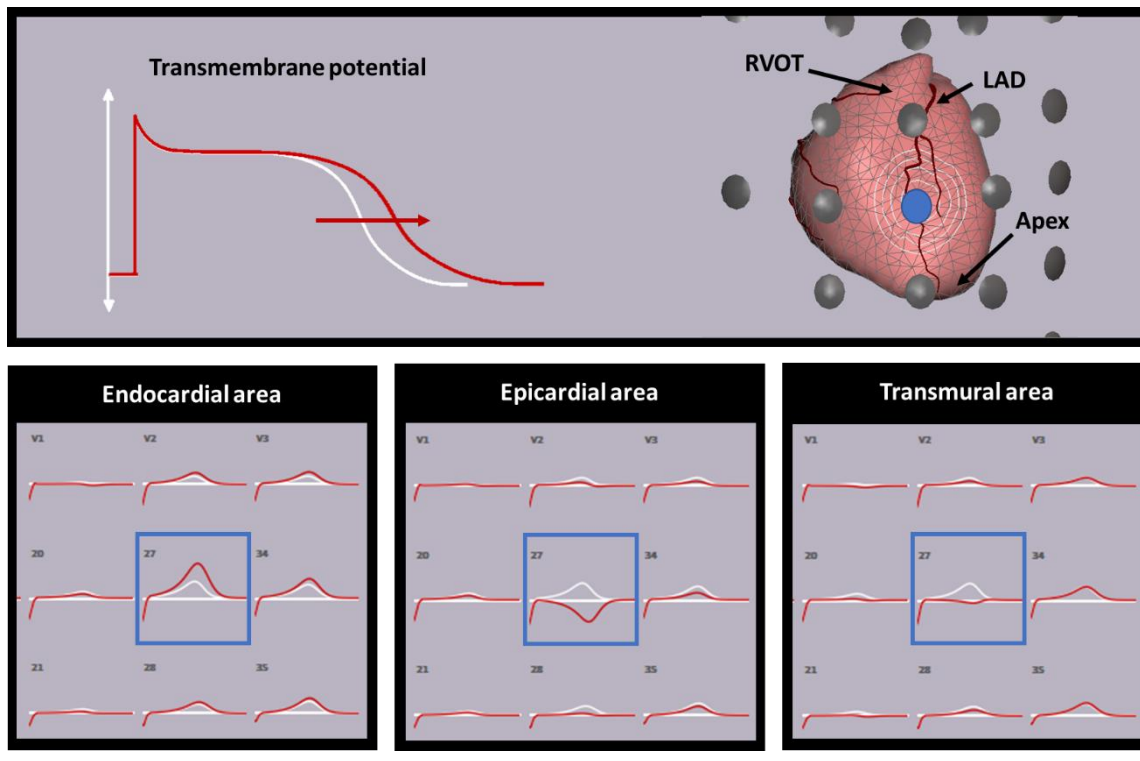 Transmembrane potential
RVOT
LAD
Apex
Endocardial area
V1 V2 V3
20 27 34
21 28 35
Epicardial area
V1 V2 V3
20 27 34
21 28 35
Transmural area
V1 V2 V3
20 27 34
21 28 35